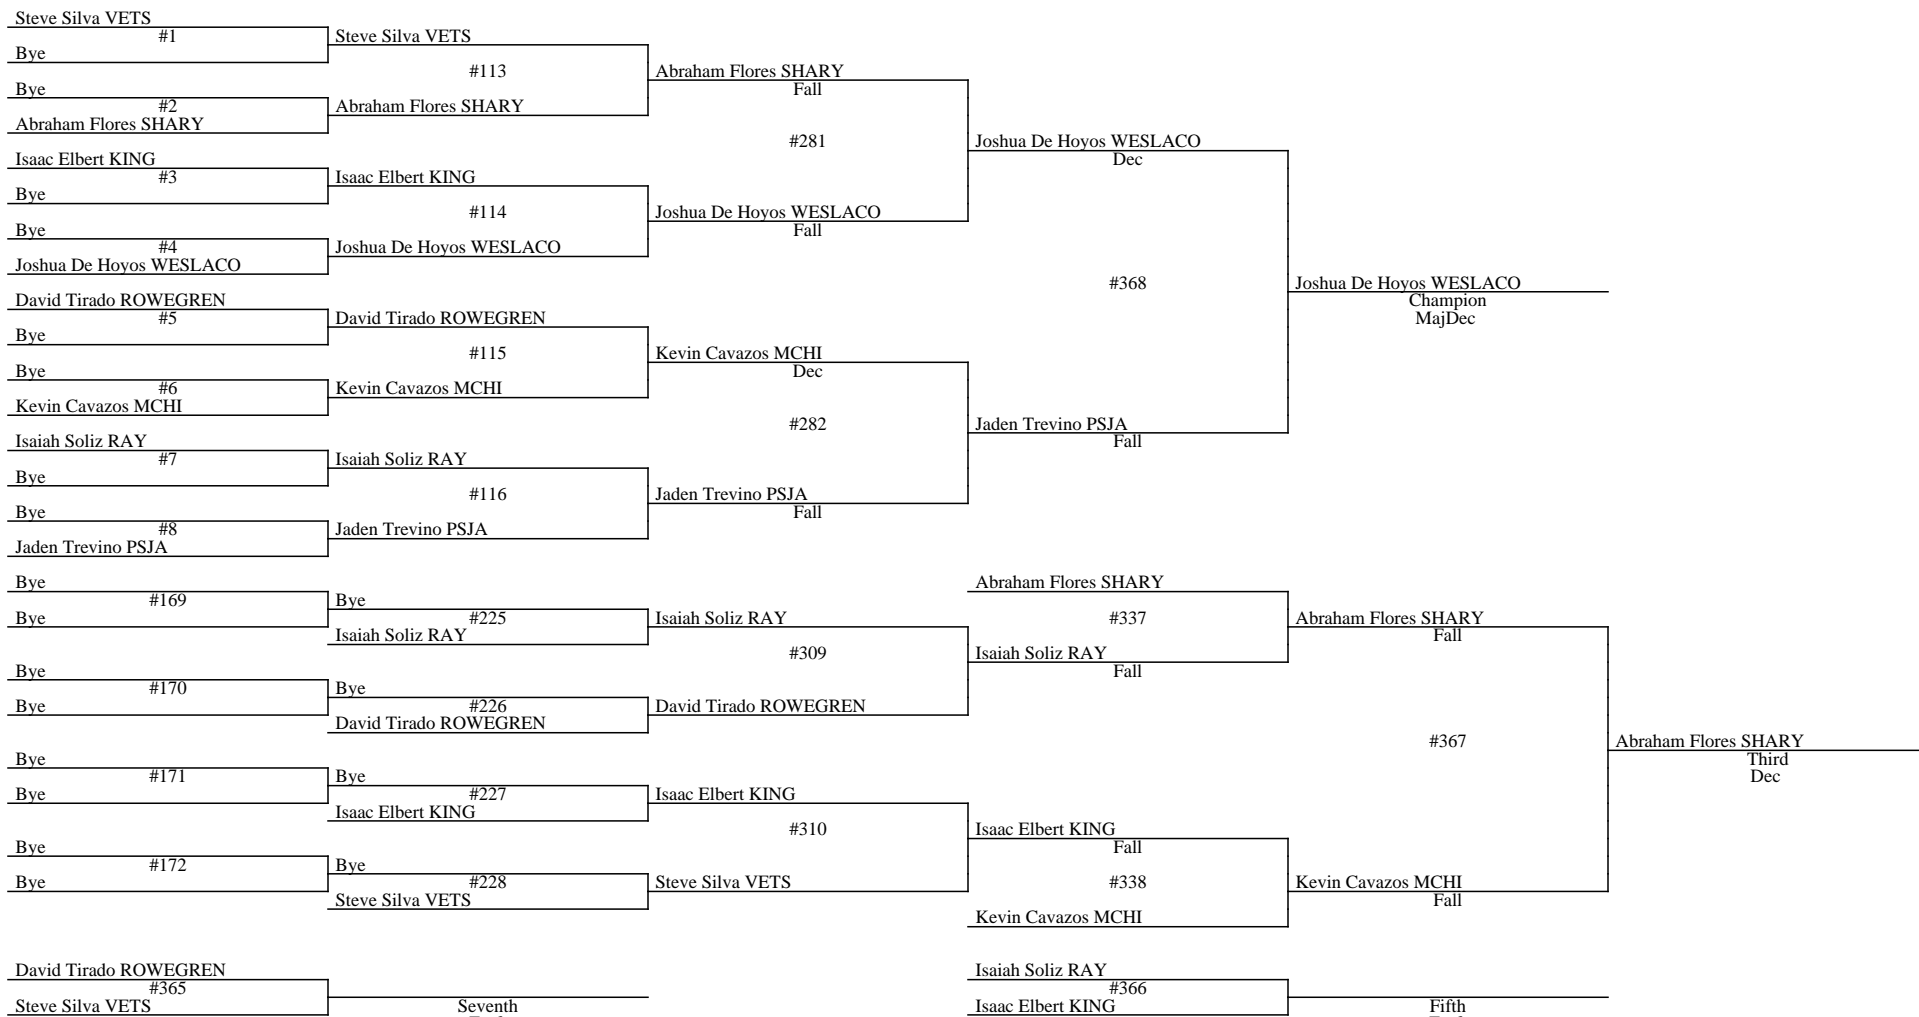 Steve Silva VETS
#1
Bye
Steve Silva VETS
#113
Bye
#2
Abraham Flores SHARY
Abraham Flores SHARY
Abraham Flores SHARY
Fall
#281
Isaac Elbert KING
#3
Bye
Isaac Elbert KING
#114
Bye
#4
Joshua De Hoyos WESLACO
Joshua De Hoyos WESLACO
Joshua De Hoyos WESLACO
Fall
Joshua De Hoyos WESLACO
Dec
#368
David Tirado ROWEGREN
#5
Bye
David Tirado ROWEGREN
#115
Bye
#6
Kevin Cavazos MCHI
Kevin Cavazos MCHI
Kevin Cavazos MCHI
Dec
#282
Isaiah Soliz RAY
#7
Bye
Isaiah Soliz RAY
#116
Bye
#8
Jaden Trevino PSJA
Jaden Trevino PSJA
Jaden Trevino PSJA
Fall
Jaden Trevino PSJA
Fall
Joshua De Hoyos WESLACO
Champion
MajDec
Bye
#169
Bye
Bye
#225
Isaiah Soliz RAY
Isaiah Soliz RAY
#309
Bye
#170
Bye
Bye
#226
David Tirado ROWEGREN
David Tirado ROWEGREN
Abraham Flores SHARY
#337
Isaiah Soliz RAY
Fall
Abraham Flores SHARY
Fall
#367
Bye
#171
Bye
Bye
#227
Isaac Elbert KING
Isaac Elbert KING
#310
Bye
#172
Bye
Bye
#228
Steve Silva VETS
Steve Silva VETS
Isaac Elbert KING
Fall
#338
Kevin Cavazos MCHI
Kevin Cavazos MCHI
Fall
Abraham Flores SHARY
Third
Dec
David Tirado ROWEGREN
#365
Steve Silva VETS
Seventh
Isaiah Soliz RAY
#366
Isaac Elbert KING
Fifth